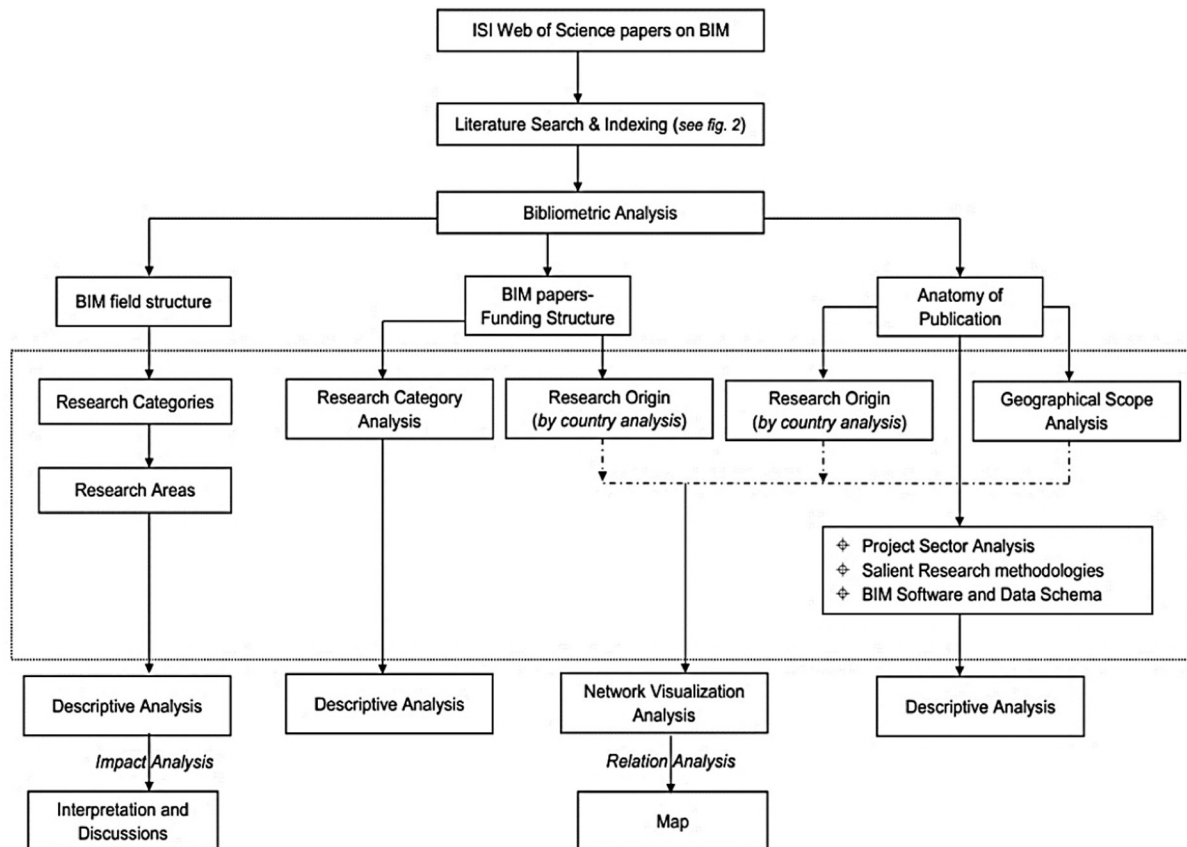 ISI Web of Science papers on BIM
Literature Search & Indexing (see fig. 2)
Bibliometric Analysis
BIM field structure
BIM papers-
Funding Structure
Anatomy of
Publication
Research Categories
Research Category
Analysis
Research Origin
(by country analysis)
Research Origin
(by country analysis)
Geographical Scope
Analysis
Research Areas
Project Sector Analysis
Salient Research methodologies
BIM Software and Data Schema
Descriptive Analysis
Descriptive Analysis
Network Visualization
Analysis
Descriptive Analysis
Impact Analysis
Relation Analysis
Interpretation and
Discussions
Map